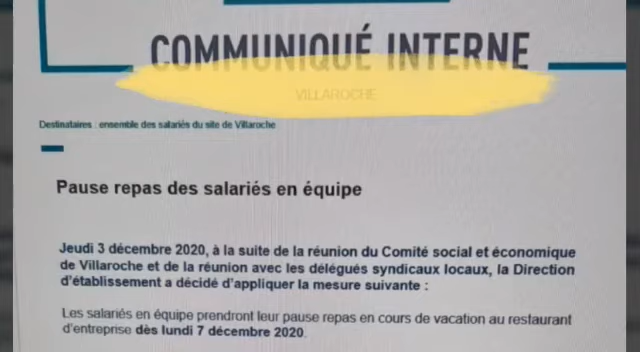 COMMUNIQUÉ INTERNE
VILLAROCHE
Destinataires : ensemble des salariés du site de Villaroche
Pause repas des salariés en équipe
Jeudi 3 décembre 2020, à la suite de la réunion du Comité social et économique
de Villaroche et de la réunion avec les délégués syndicaux locaux, la Direction
d'établissement a décidé d'appliquer la mesure suivante :
Les salariés en équipe prendront leur pause repas en cours de vacation au restaurant
d'entreprise dès lundi 7 décembre 2020.